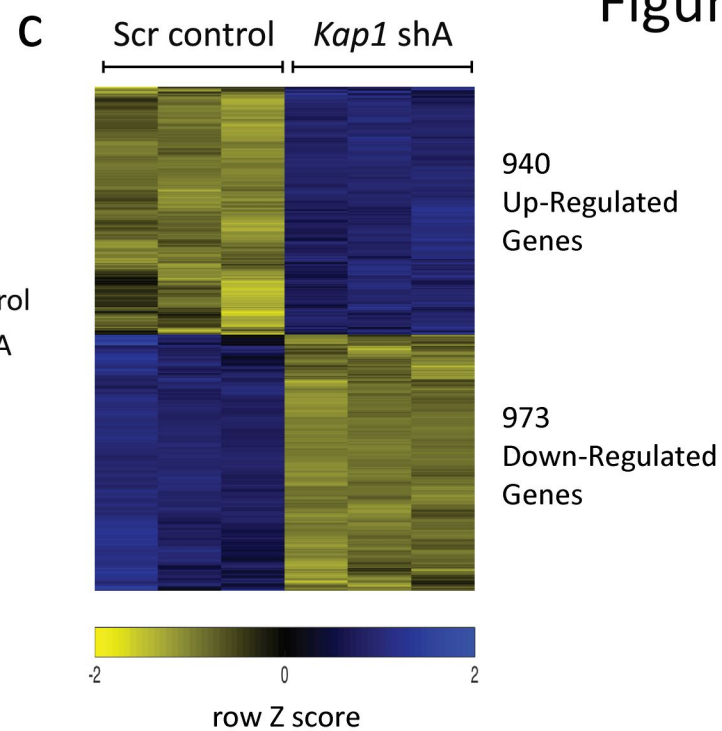 Figur
C
Scr control Kap1 shA
940
Up-Regulated
Genes
rol
A
973
Down-Regulated
Genes
-2 0 2
row Z score